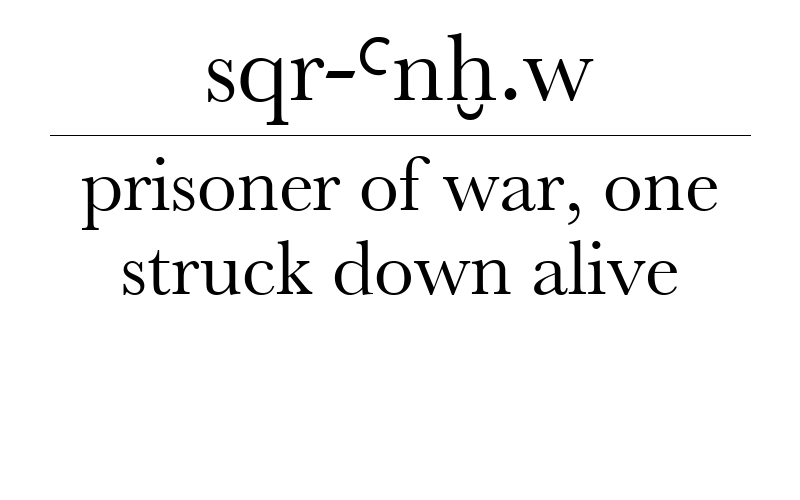 sqr-ꜥnḫ.w
prisoner of war, one
struck down alive